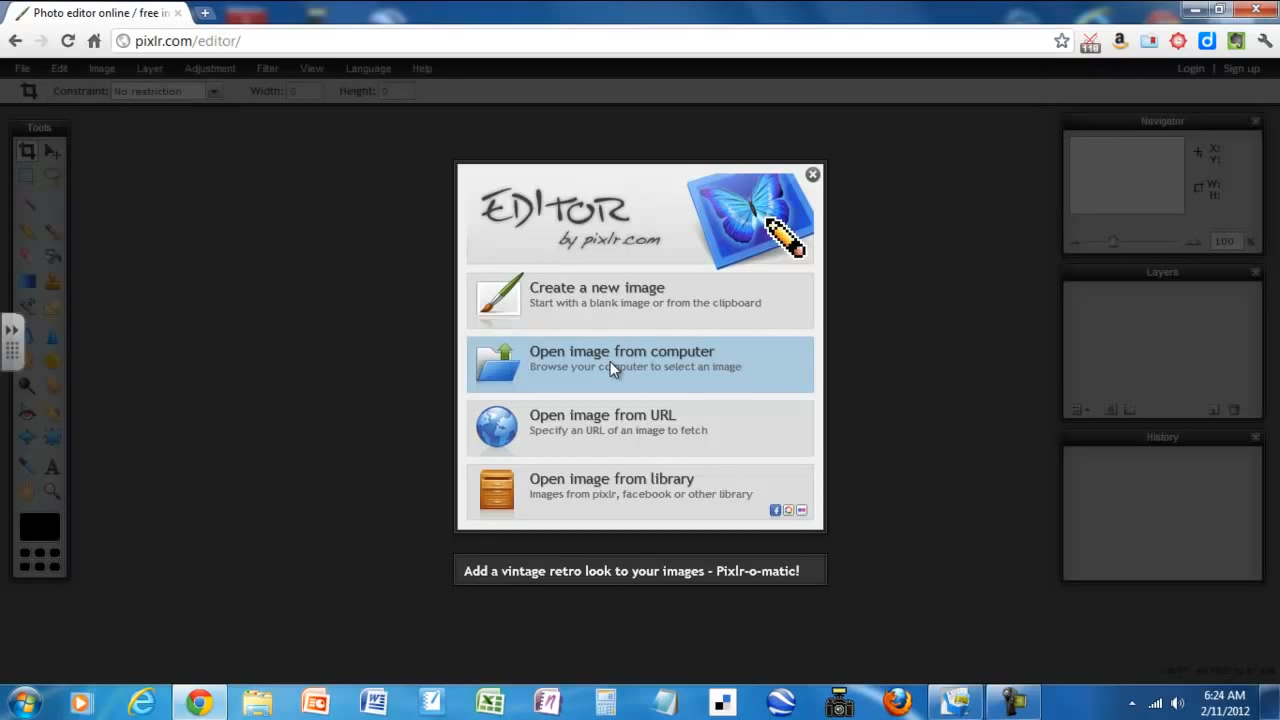 Photo editor online / free in
pixlr.com/editor/
118
File Edit Image Layer Adjustment Filter View Language Help
Login | Sign up
Constraint: No restriction Width: 0 Height: 0
Tools
Navigator
X:
Y:
W:
H:
100 %
Layers
History
EDITOR
by pixlr.com
Create a new image
Start with a blank image or from the clipboard
Open image from computer
Browse your computer to select an image
Open image from URL
Specify an URL of an image to fetch
Open image from library
Images from pixlr, facebook or other library
Add a vintage retro look to your images - Pixlr-o-matic!
6:24 AM
2/11/2012